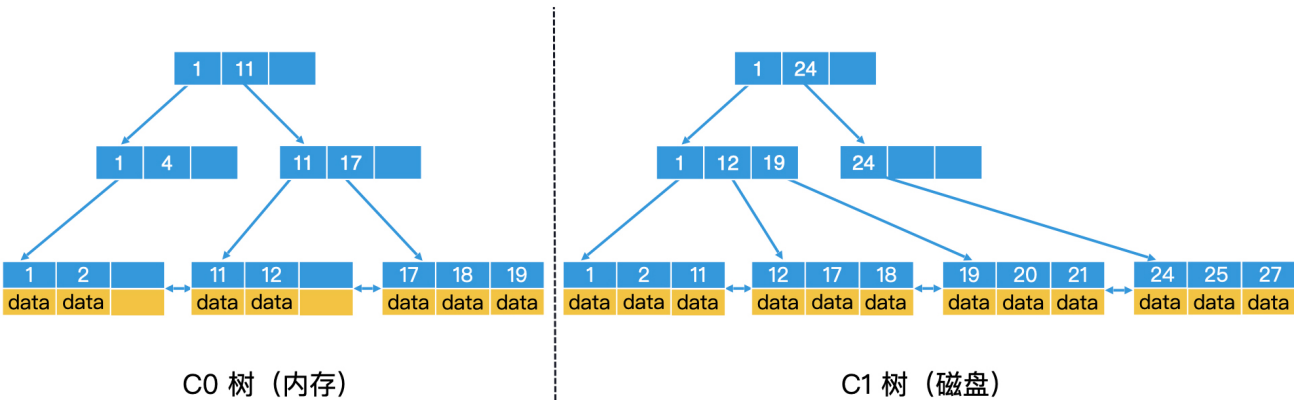 1 11
1 4
11 17
1 2
data data
11 12
data data
17 18 19
data data data
C0 树（内存）
1 24
1 12 19
24
1 2 11
data data data
12 17 18
data data data
19 20 21
data data data
24 25 27
data data data
C1 树（磁盘）